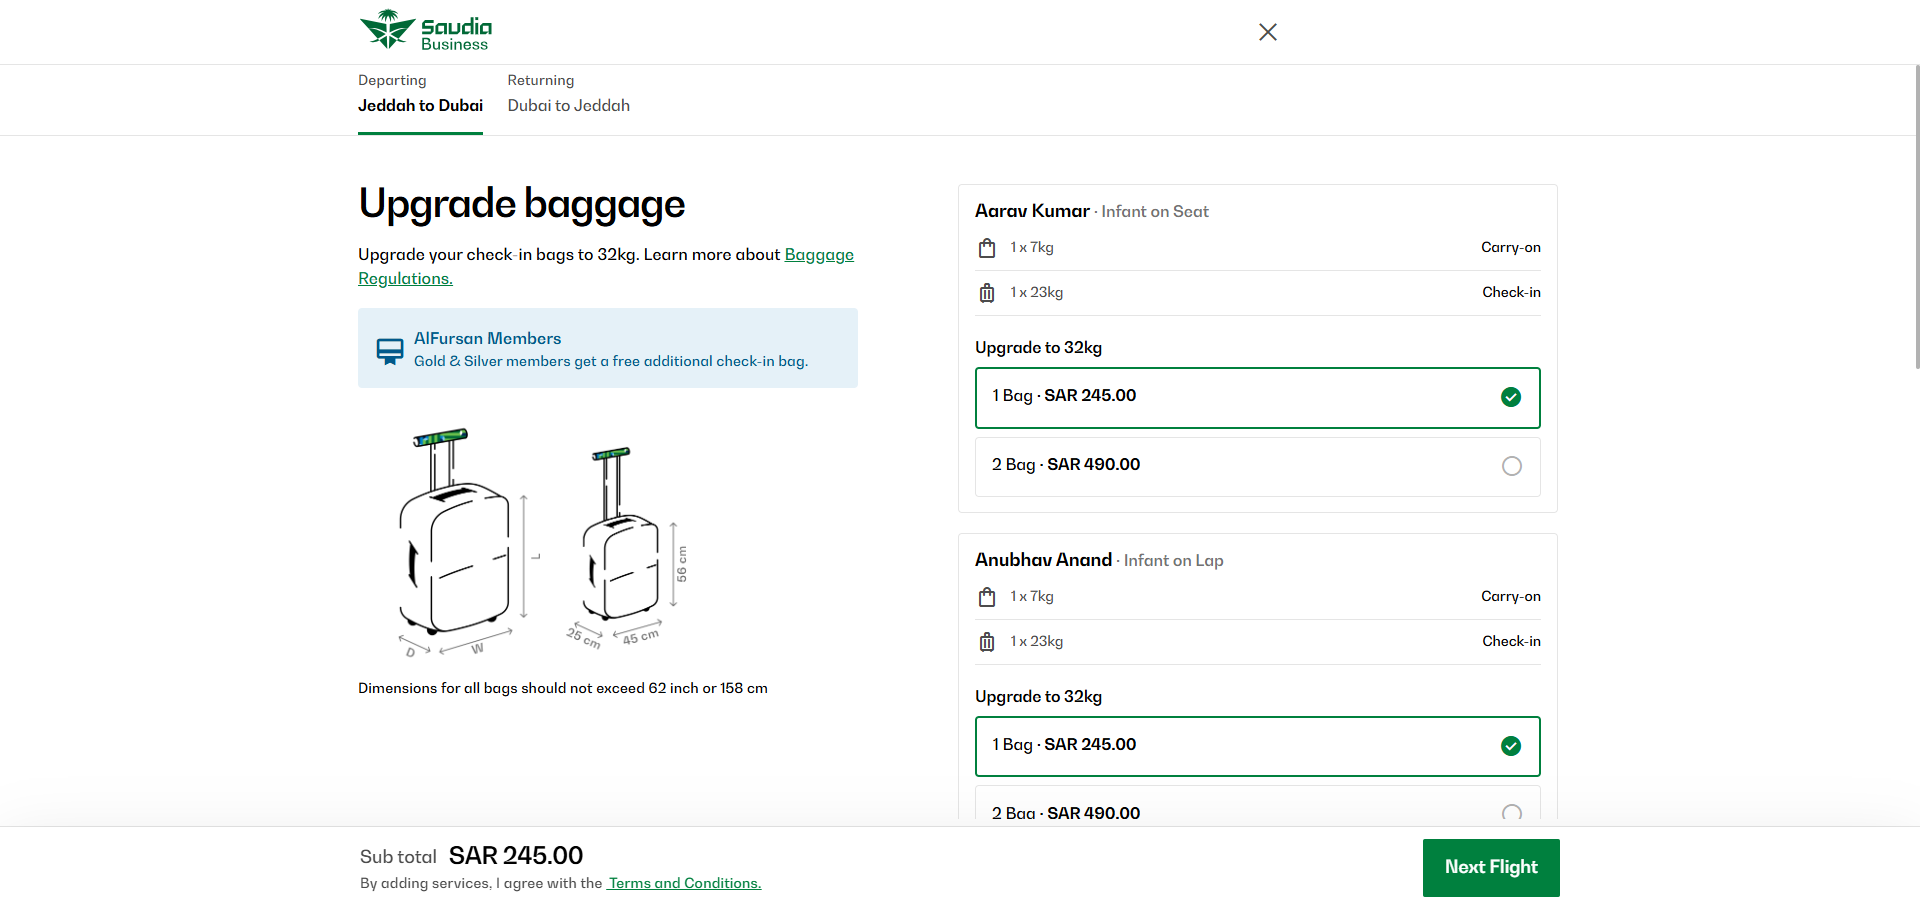 Saudia
Business
Departing
Jeddah to Dubai
Returning
Dubai to Jeddah
Upgrade baggage
Upgrade your check-in bags to 32kg. Learn more about Baggage
Regulations.
AlFursan Members
Gold & Silver members get a free additional check-in bag.
L
D
W
56 cm
25 cm
45 cm
Dimensions for all bags should not exceed 62 inch or 158 cm
Aarav Kumar · Infant on Seat
1 x 7kg
Carry-on
1 x 23kg
Check-in
Upgrade to 32kg
1 Bag · SAR 245.00
2 Bag · SAR 490.00
Anubhav Anand · Infant on Lap
1 x 7kg
Carry-on
1 x 23kg
Check-in
Upgrade to 32kg
1 Bag · SAR 245.00
2 Bag · SAR 490.00
Sub total SAR 245.00
By adding services, I agree with the Terms and Conditions.
Next Flight